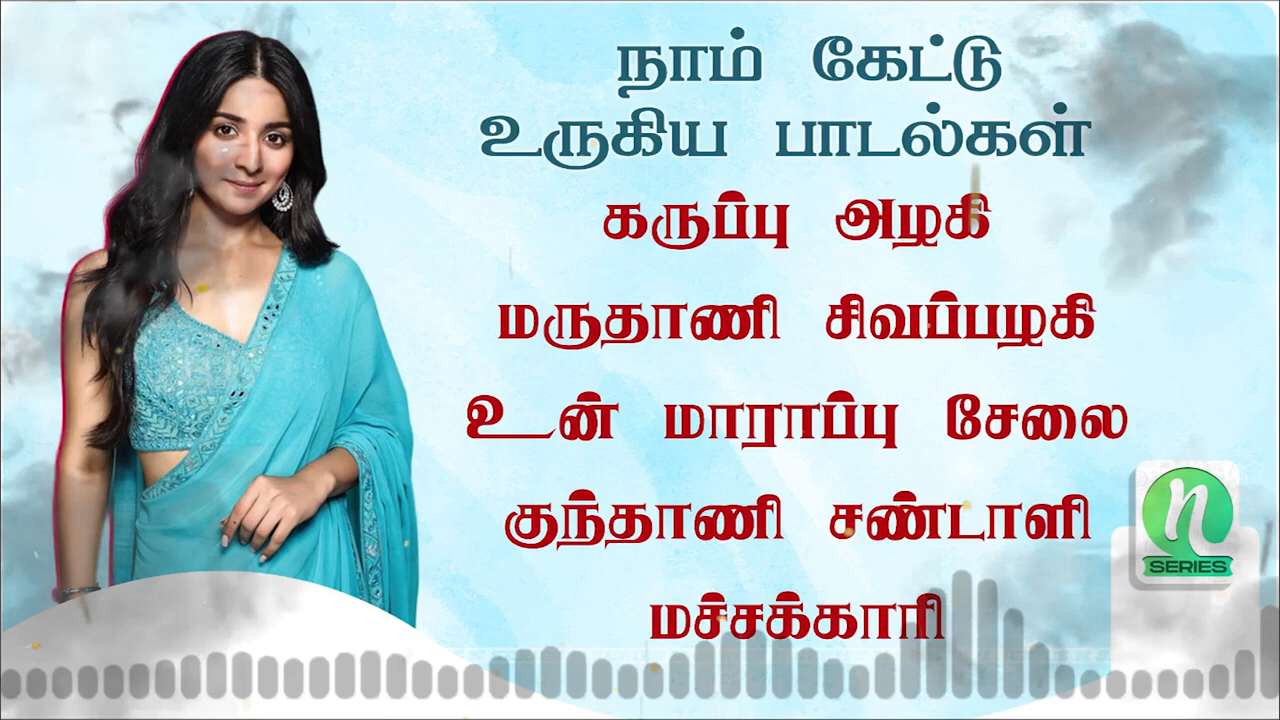 நாம் கேட்டு
உருகிய பாடல்கள்
கருப்பு அழகி
மருதாணி சிவப்பழகி
உன் மாராப்பு சேலை
குந்தாணி சண்டாளி
மச்சக்காரி
n
SERIES